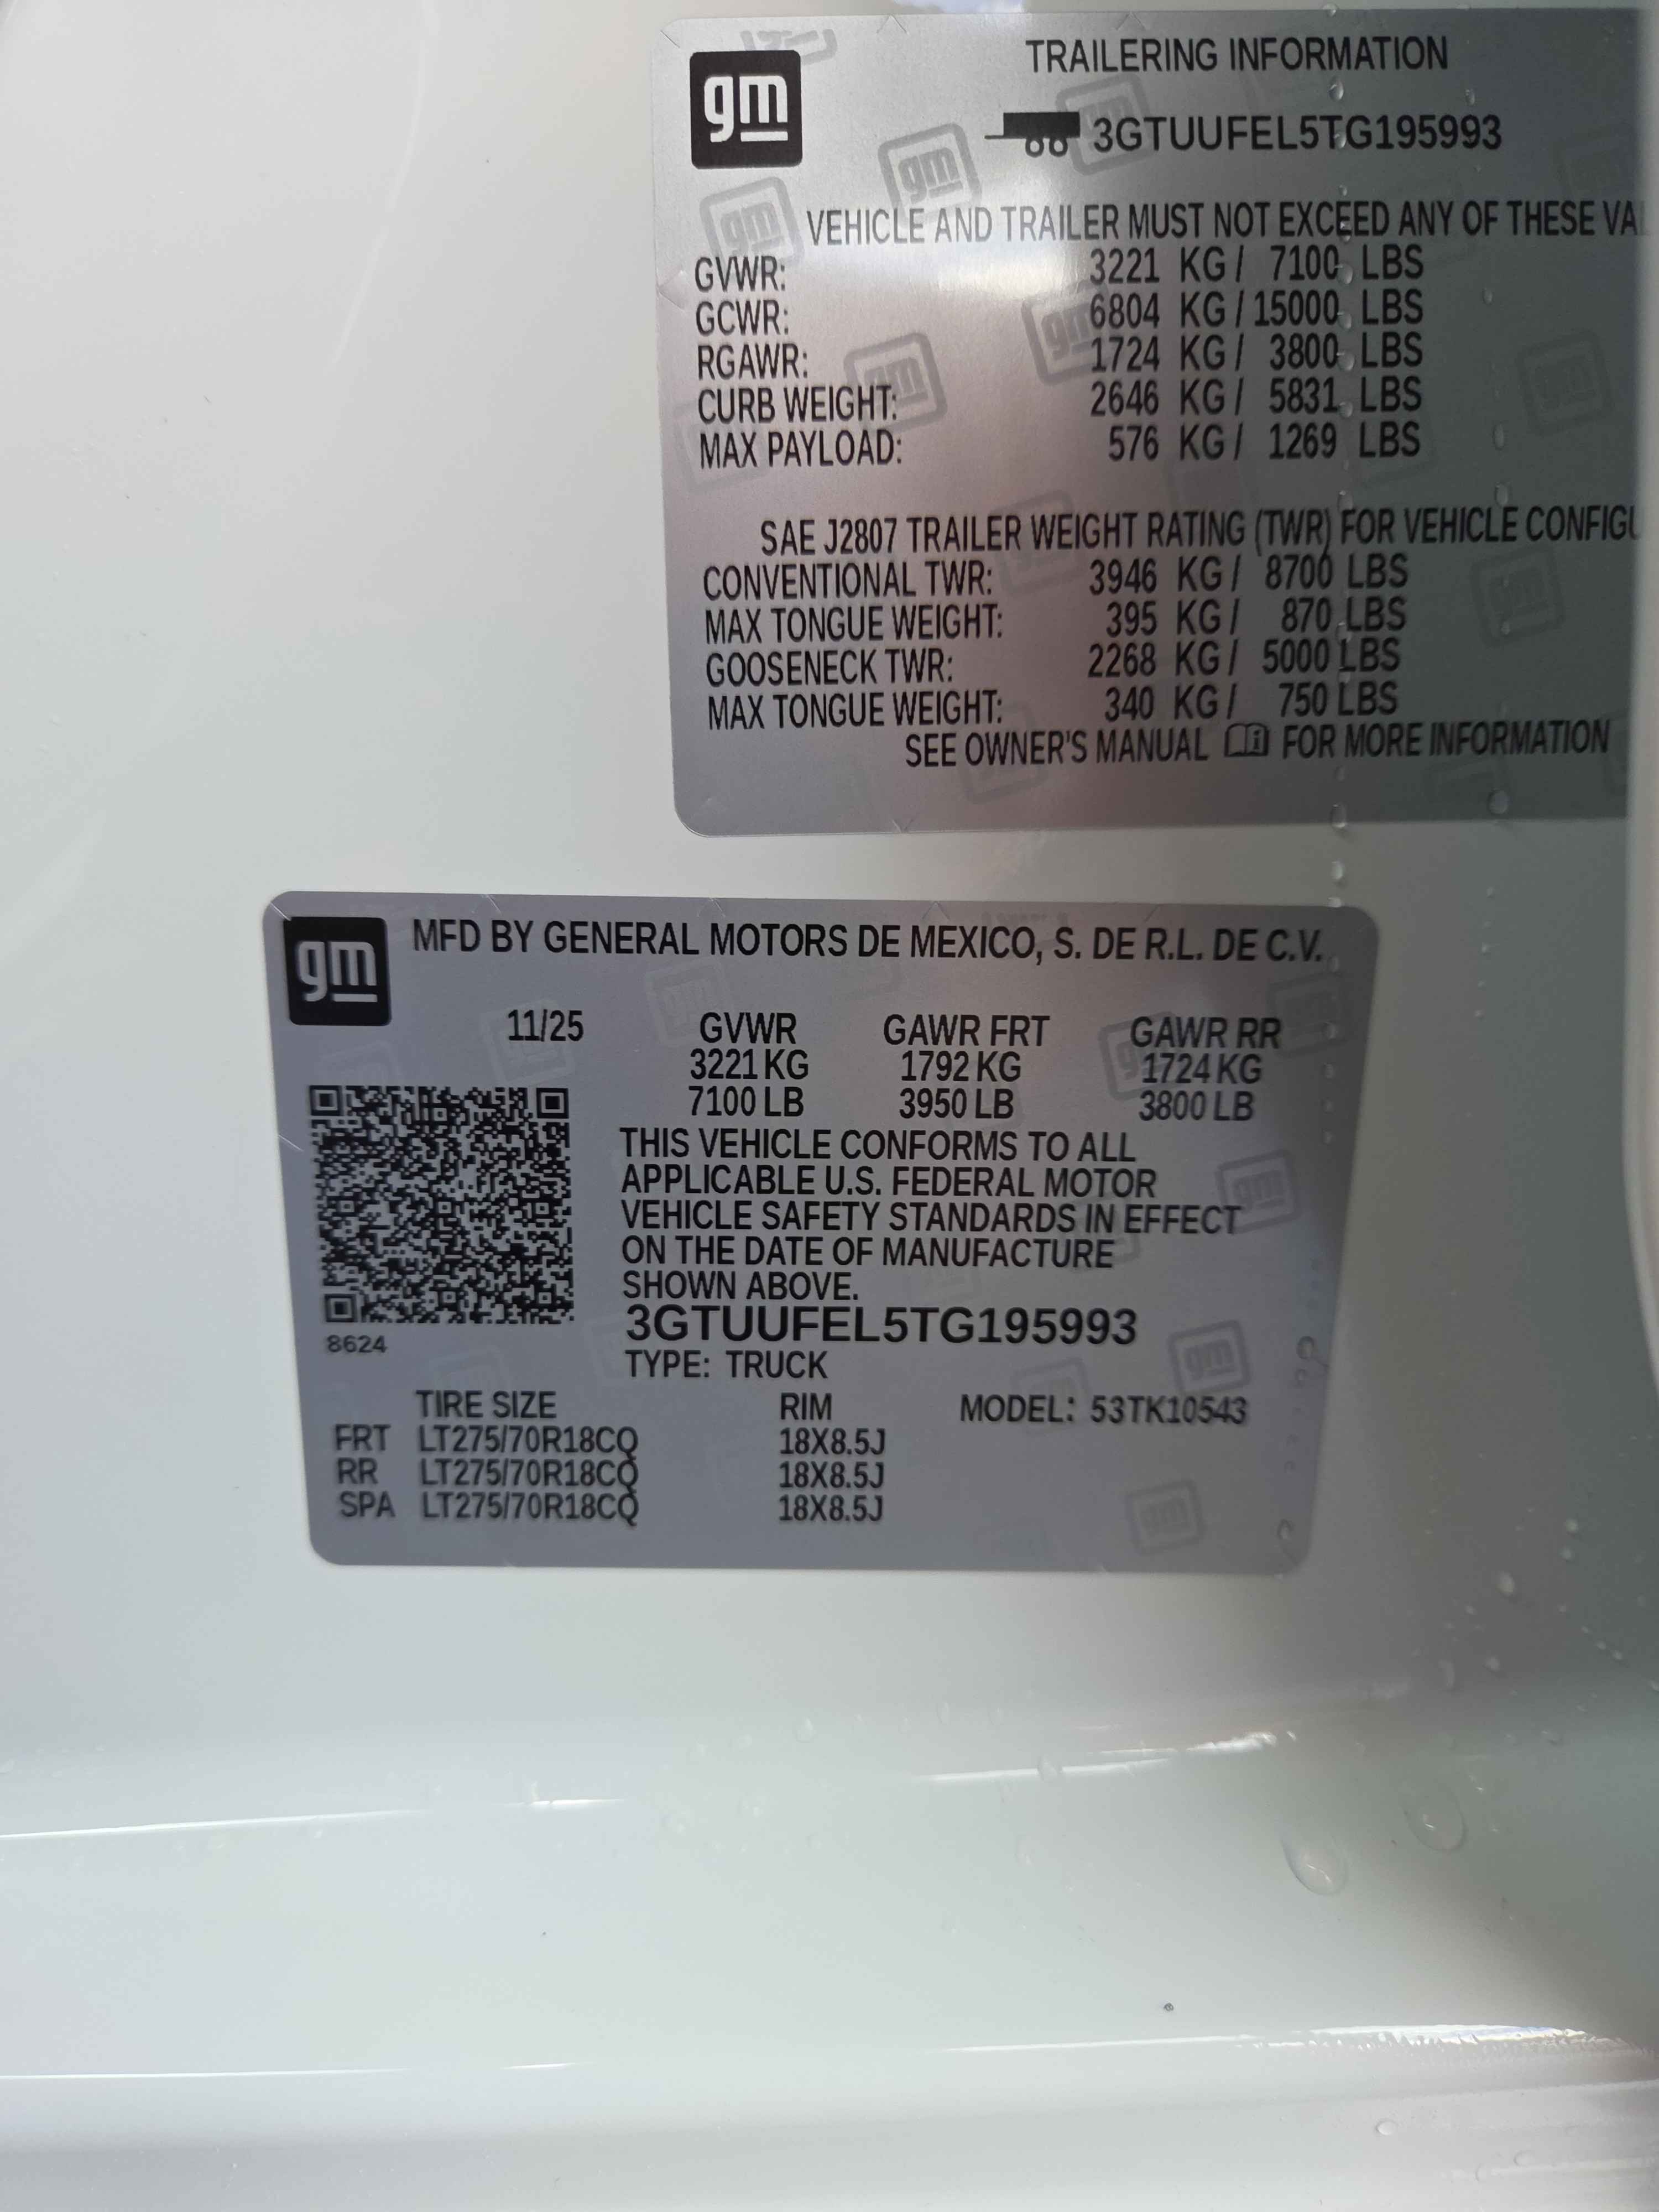 gm
TRAILERING INFORMATION
3GTUUFEL5TG195993
VEHICLE AND TRAILER MUST NOT EXCEED ANY OF THESE
GVWR: 3221 KG / 7100 LBS
GCWR: 6804 KG / 15000 LBS
RGAWR: 1724 KG / 3800 LBS
CURB WEIGHT: 2646 KG / 5831 LBS
MAX PAYLOAD: 576 KG / 1269 LBS
SAE J2807 TRAILER WEIGHT RATING (TWR) FOR VEHICLE
CONVENTIONAL TWR: 3946 KG / 8700 LBS
MAX TONGUE WEIGHT: 395 KG / 870 LBS
GOOSENECK TWR: 2268 KG / 5000 LBS
MAX TONGUE WEIGHT: 340 KG / 750 LBS
SEE OWNER'S MANUAL FOR MORE INFORMATION
gm
MFD BY GENERAL MOTORS DE MEXICO, S. DE R.L. DE C.V.
11/25 GVWR GAWR FRT GAWR RR
3221 KG 1792 KG 1724 KG
7100 LB 3950 LB 3800 LB
THIS VEHICLE CONFORMS TO ALL
APPLICABLE U.S. FEDERAL MOTOR
VEHICLE SAFETY STANDARDS IN EFFECT
ON THE DATE OF MANUFACTURE
SHOWN ABOVE.
3GTUUFEL5TG195993
8624
TYPE: TRUCK
TIRE SIZE RIM MODEL: 53TK10543
FRT LT275/70R18CQ 18X8.5J
RR LT275/70R18CQ 18X8.5J
SPA LT275/70R18CQ 18X8.5J